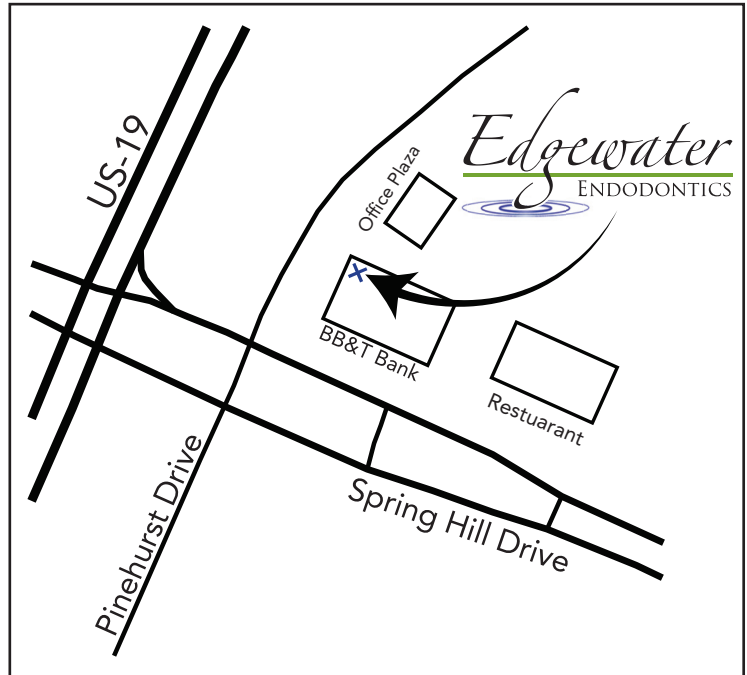 US-19
Office Plaza
Edgewater
ENDODONTICS
BB&T Bank
Restuarant
Pinehurst Drive
Spring Hill Drive